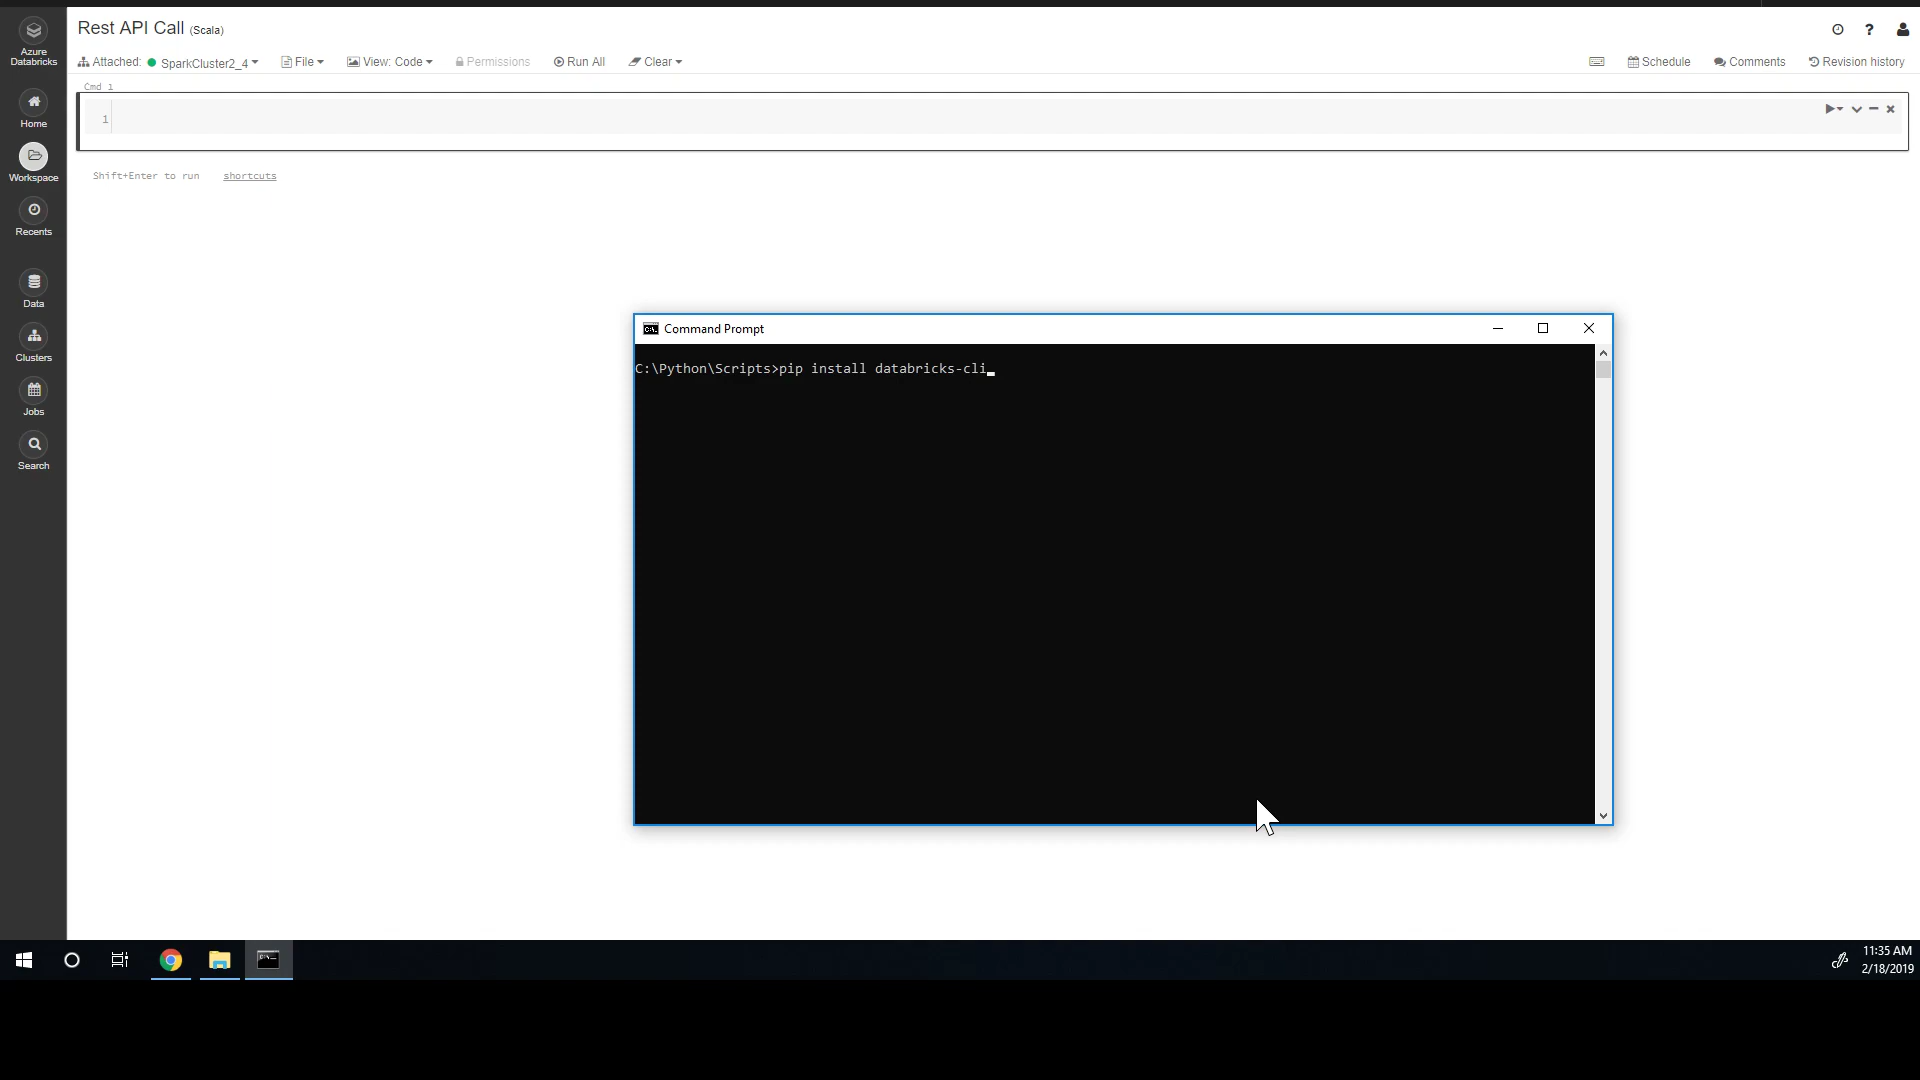 Rest API Call (Scala)
Azure
Databricks
Attached: SparkCluster2_4 File View: Code Permissions Run All Clear Schedule Comments Revision history
Cmd 1
1
Home
Shift+Enter to run shortcuts
Workspace
Recents
Data
Clusters
Jobs
Search
Command Prompt
C:\Python\Scripts>pip install databricks-cli
11:35 AM
2/18/2019